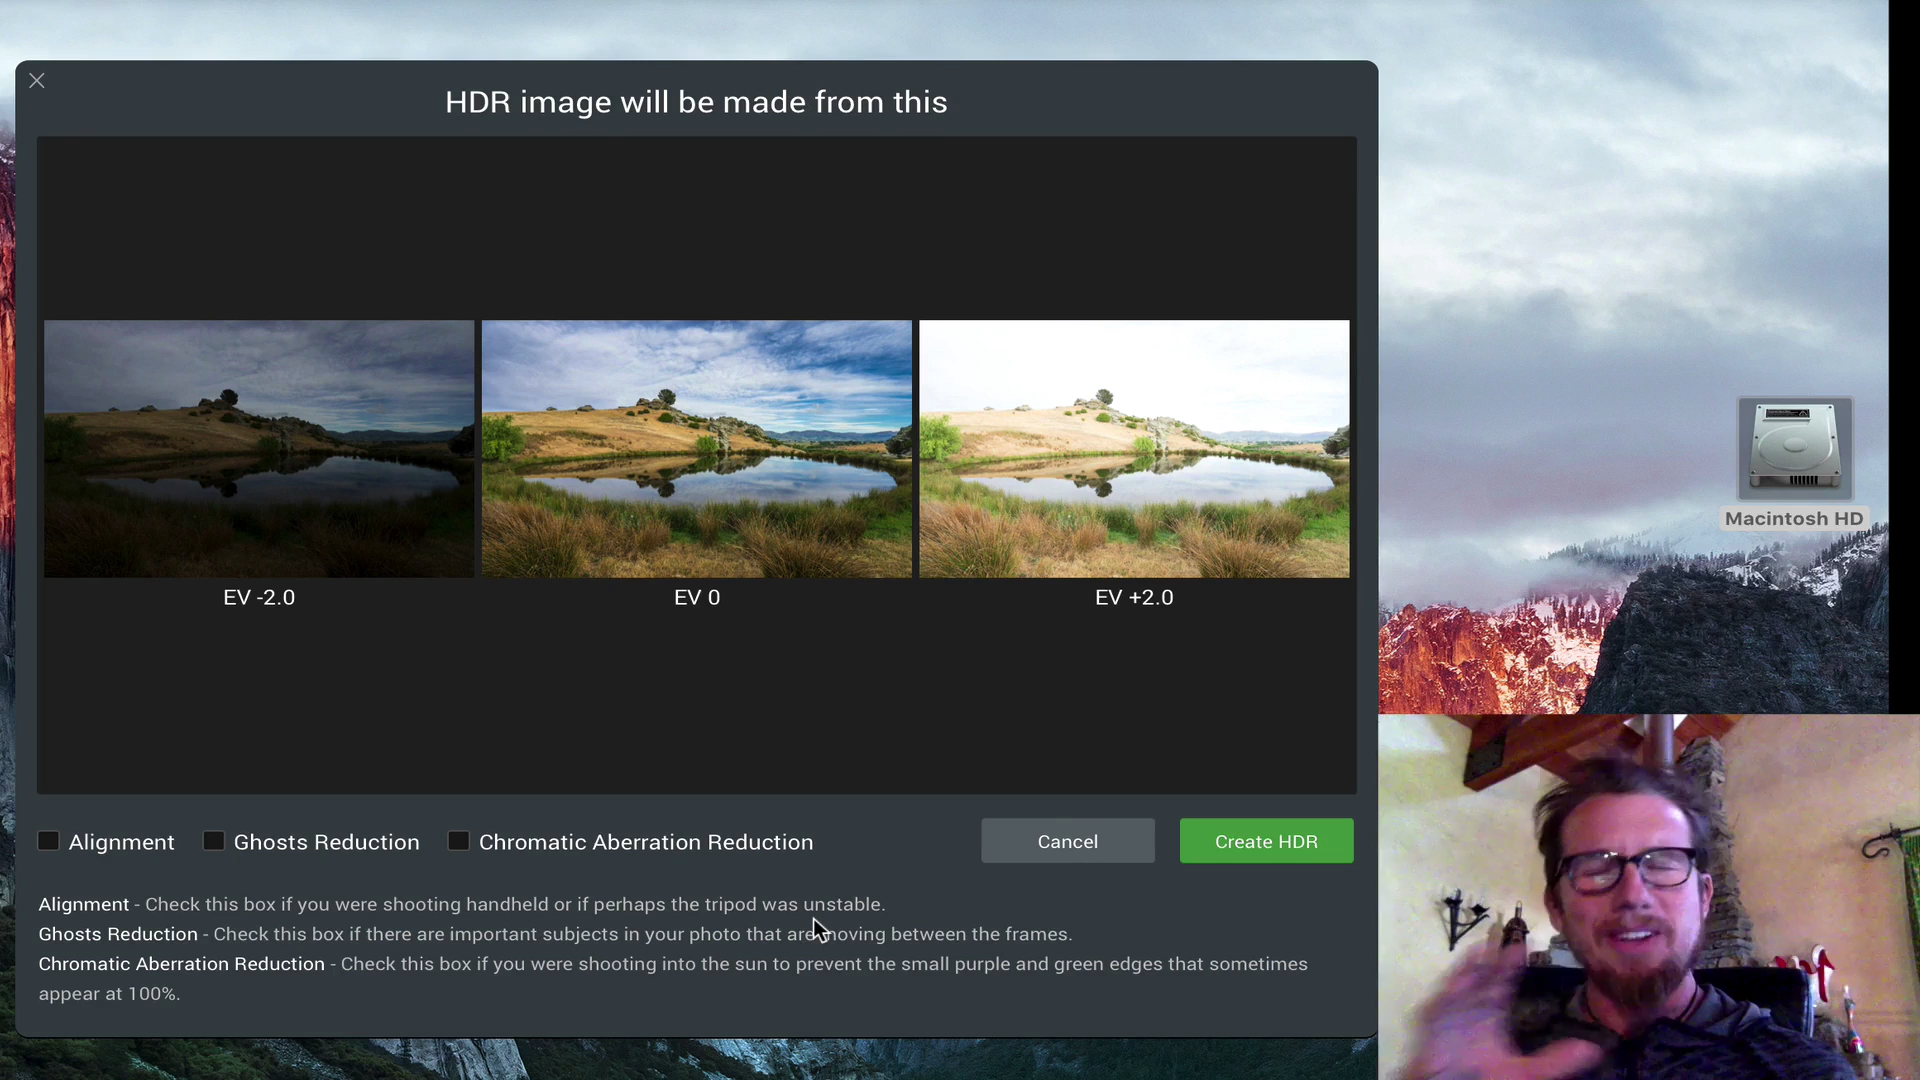 HDR image will be made from this
EV -2.0
EV 0
EV +2.0
Macintosh HD
Alignment
Ghosts Reduction
Chromatic Aberration Reduction
Cancel
Create HDR
Alignment - Check this box if you were shooting handheld or if perhaps the tripod was unstable.
Ghosts Reduction - Check this box if there are important subjects in your photo that are moving between the frames.
Chromatic Aberration Reduction - Check this box if you were shooting into the sun to prevent the small purple and green edges that sometimes
appear at 100%.